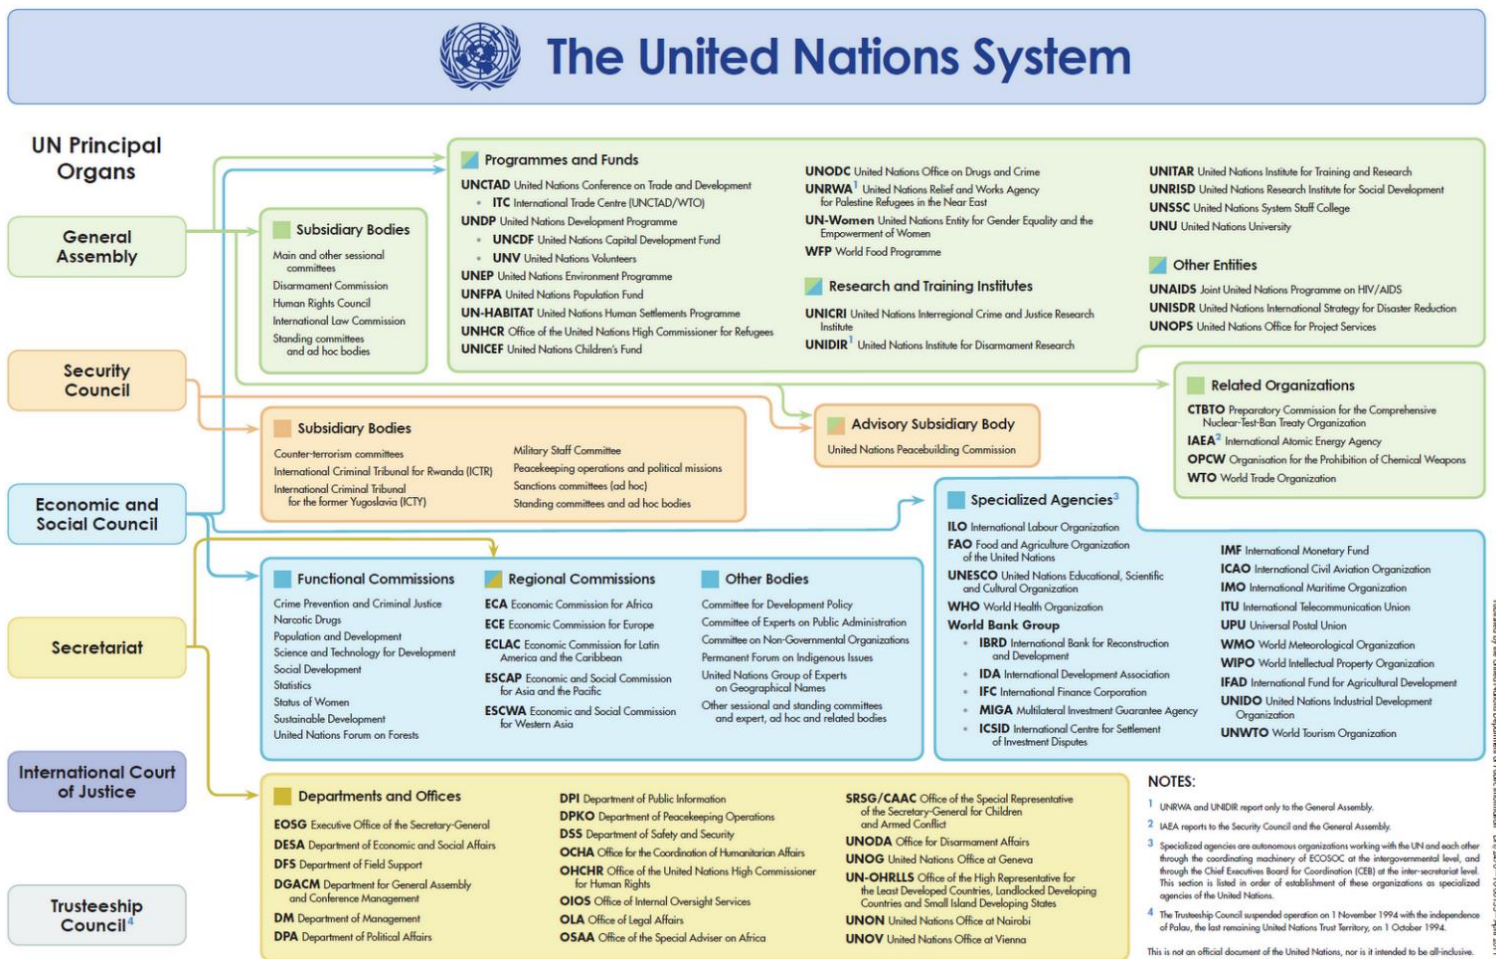 The United Nations System
UN Principal
Organs
General
Assembly
Security
Council
Economic and
Social Council
Secretariat
International Court
of Justice
Trusteeship
Council4
Subsidiary Bodies
Main and other sessional
committees
Disarmament Commission
Human Rights Council
International Law Commission
Standing committees
and ad hoc bodies
Programmes and Funds
UNCTAD United Nations Conference on Trade and Development
• ITC International Trade Centre (UNCTAD/WTO)
UNDP United Nations Development Programme
• UNCDF United Nations Capital Development Fund
• UNV United Nations Volunteers
UNEP United Nations Environment Programme
UNFPA United Nations Population Fund
UN-HABITAT United Nations Human Settlements Programme
UNHCR Office of the United Nations High Commissioner for Refugees
UNICEF United Nations Children's Fund
UNODC United Nations Office on Drugs and Crime
UNRWA1 United Nations Relief and Works Agency
for Palestine Refugees in the Near East
UN-Women United Nations Entity for Gender Equality and the
Empowerment of Women
WFP World Food Programme
Research and Training Institutes
UNICRI United Nations Interregional Crime and Justice Research
Institute
UNIDIR1 United Nations Institute for Disarmament Research
UNITAR United Nations Institute for Training and Research
UNRISD United Nations Research Institute for Social Development
UNSSC United Nations System Staff College
UNU United Nations University
Other Entities
UNAIDS Joint United Nations Programme on HIV/AIDS
UNISDR United Nations International Strategy for Disaster Reduction
UNOPS United Nations Office for Project Services
Related Organizations
CTBTO Preparatory Commission for the Comprehensive
Nuclear-Test-Ban Treaty Organization
IAEA2 International Atomic Energy Agency
OPCW Organisation for the Prohibition of Chemical Weapons
WTO World Trade Organization
Subsidiary Bodies
Counter-terrorism committees
International Criminal Tribunal for Rwanda (ICTR)
International Criminal Tribunal
for the former Yugoslavia (ICTY)
Military Staff Committee
Peacekeeping operations and political missions
Sanctions committees (ad hoc)
Standing committees and ad hoc bodies
Advisory Subsidiary Body
United Nations Peacebuilding Commission
Functional Commissions
Crime Prevention and Criminal Justice
Narcotic Drugs
Population and Development
Science and Technology for Development
Social Development
Statistics
Status of Women
Sustainable Development
United Nations Forum on Forests
Regional Commissions
ECA Economic Commission for Africa
ECE Economic Commission for Europe
ECLAC Economic Commission for Latin
America and the Caribbean
ESCAP Economic and Social Commission
for Asia and the Pacific
ESCWA Economic and Social Commission
for Western Asia
Other Bodies
Committee for Development Policy
Committee of Experts on Public Administration
Committee on Non-Governmental Organizations
Permanent Forum on Indigenous Issues
United Nations Group of Experts
on Geographical Names
Other sessional and standing committees
and expert, ad hoc and related bodies
Specialized Agencies3
ILO International Labour Organization
FAO Food and Agriculture Organization
of the United Nations
UNESCO United Nations Educational, Scientific
and Cultural Organization
WHO World Health Organization
World Bank Group
• IBRD International Bank for Reconstruction
and Development
• IDA International Development Association
• IFC International Finance Corporation
• MIGA Multilateral Investment Guarantee Agency
• ICSID International Centre for Settlement
of Investment Disputes
IMF International Monetary Fund
ICAO International Civil Aviation Organization
IMO International Maritime Organization
ITU International Telecommunication Union
UPU Universal Postal Union
WMO World Meteorological Organization
WIPO World Intellectual Property Organization
IFAD International Fund for Agricultural Development
UNIDO United Nations Industrial Development
Organization
UNWTO World Tourism Organization
Departments and Offices
EOSG Executive Office of the Secretary-General
DESA Department of Economic and Social Affairs
DFS Department of Field Support
DGACM Department for General Assembly
and Conference Management
DM Department of Management
DPA Department of Political Affairs
DPI Department of Public Information
DPKO Department of Peacekeeping Operations
DSS Department of Safety and Security
OCHA Office for the Coordination of Humanitarian Affairs
OHCHR Office of the United Nations High Commissioner
for Human Rights
OIOS Office of Internal Oversight Services
OLA Office of Legal Affairs
OSAA Office of the Special Adviser on Africa
SRSG/CAAC Office of the Special Representative
of the Secretary-General for Children
and Armed Conflict
UNODA Office for Disarmament Affairs
UNOG United Nations Office at Geneva
UN-OHRLLS Office of the High Representative for
the Least Developed Countries, Landlocked Developing
Countries and Small Island Developing States
UNON United Nations Office at Nairobi
UNOV United Nations Office at Vienna
NOTES:
1 UNRWA and UNIDIR report only to the General Assembly.
2 IAEA reports to the Security Council and the General Assembly.
3 Specialized agencies are autonomous organizations working with the UN and each other
through the coordinating machinery of ECOSOC at the intergovernmental level, and
through the Chief Executives Board for Coordination (CEB) at the inter-secretariat level.
This section is listed in order of establishment of these organizations as specialized
agencies of the United Nations.
4 The Trusteeship Council suspended operation on 1 November 1994 with the independence
of Palau, the last remaining United Nations Trust Territory, on 1 October 1994.
This is not an official document of the United Nations, nor is it intended to be all-inclusive.